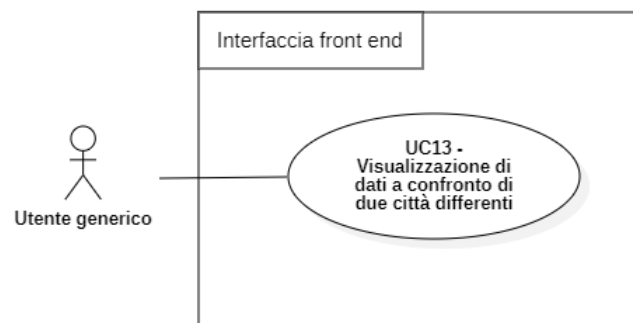 Interfaccia front end
UC13 -
Visualizzazione di
dati a confronto di
due città differenti
Utente generico